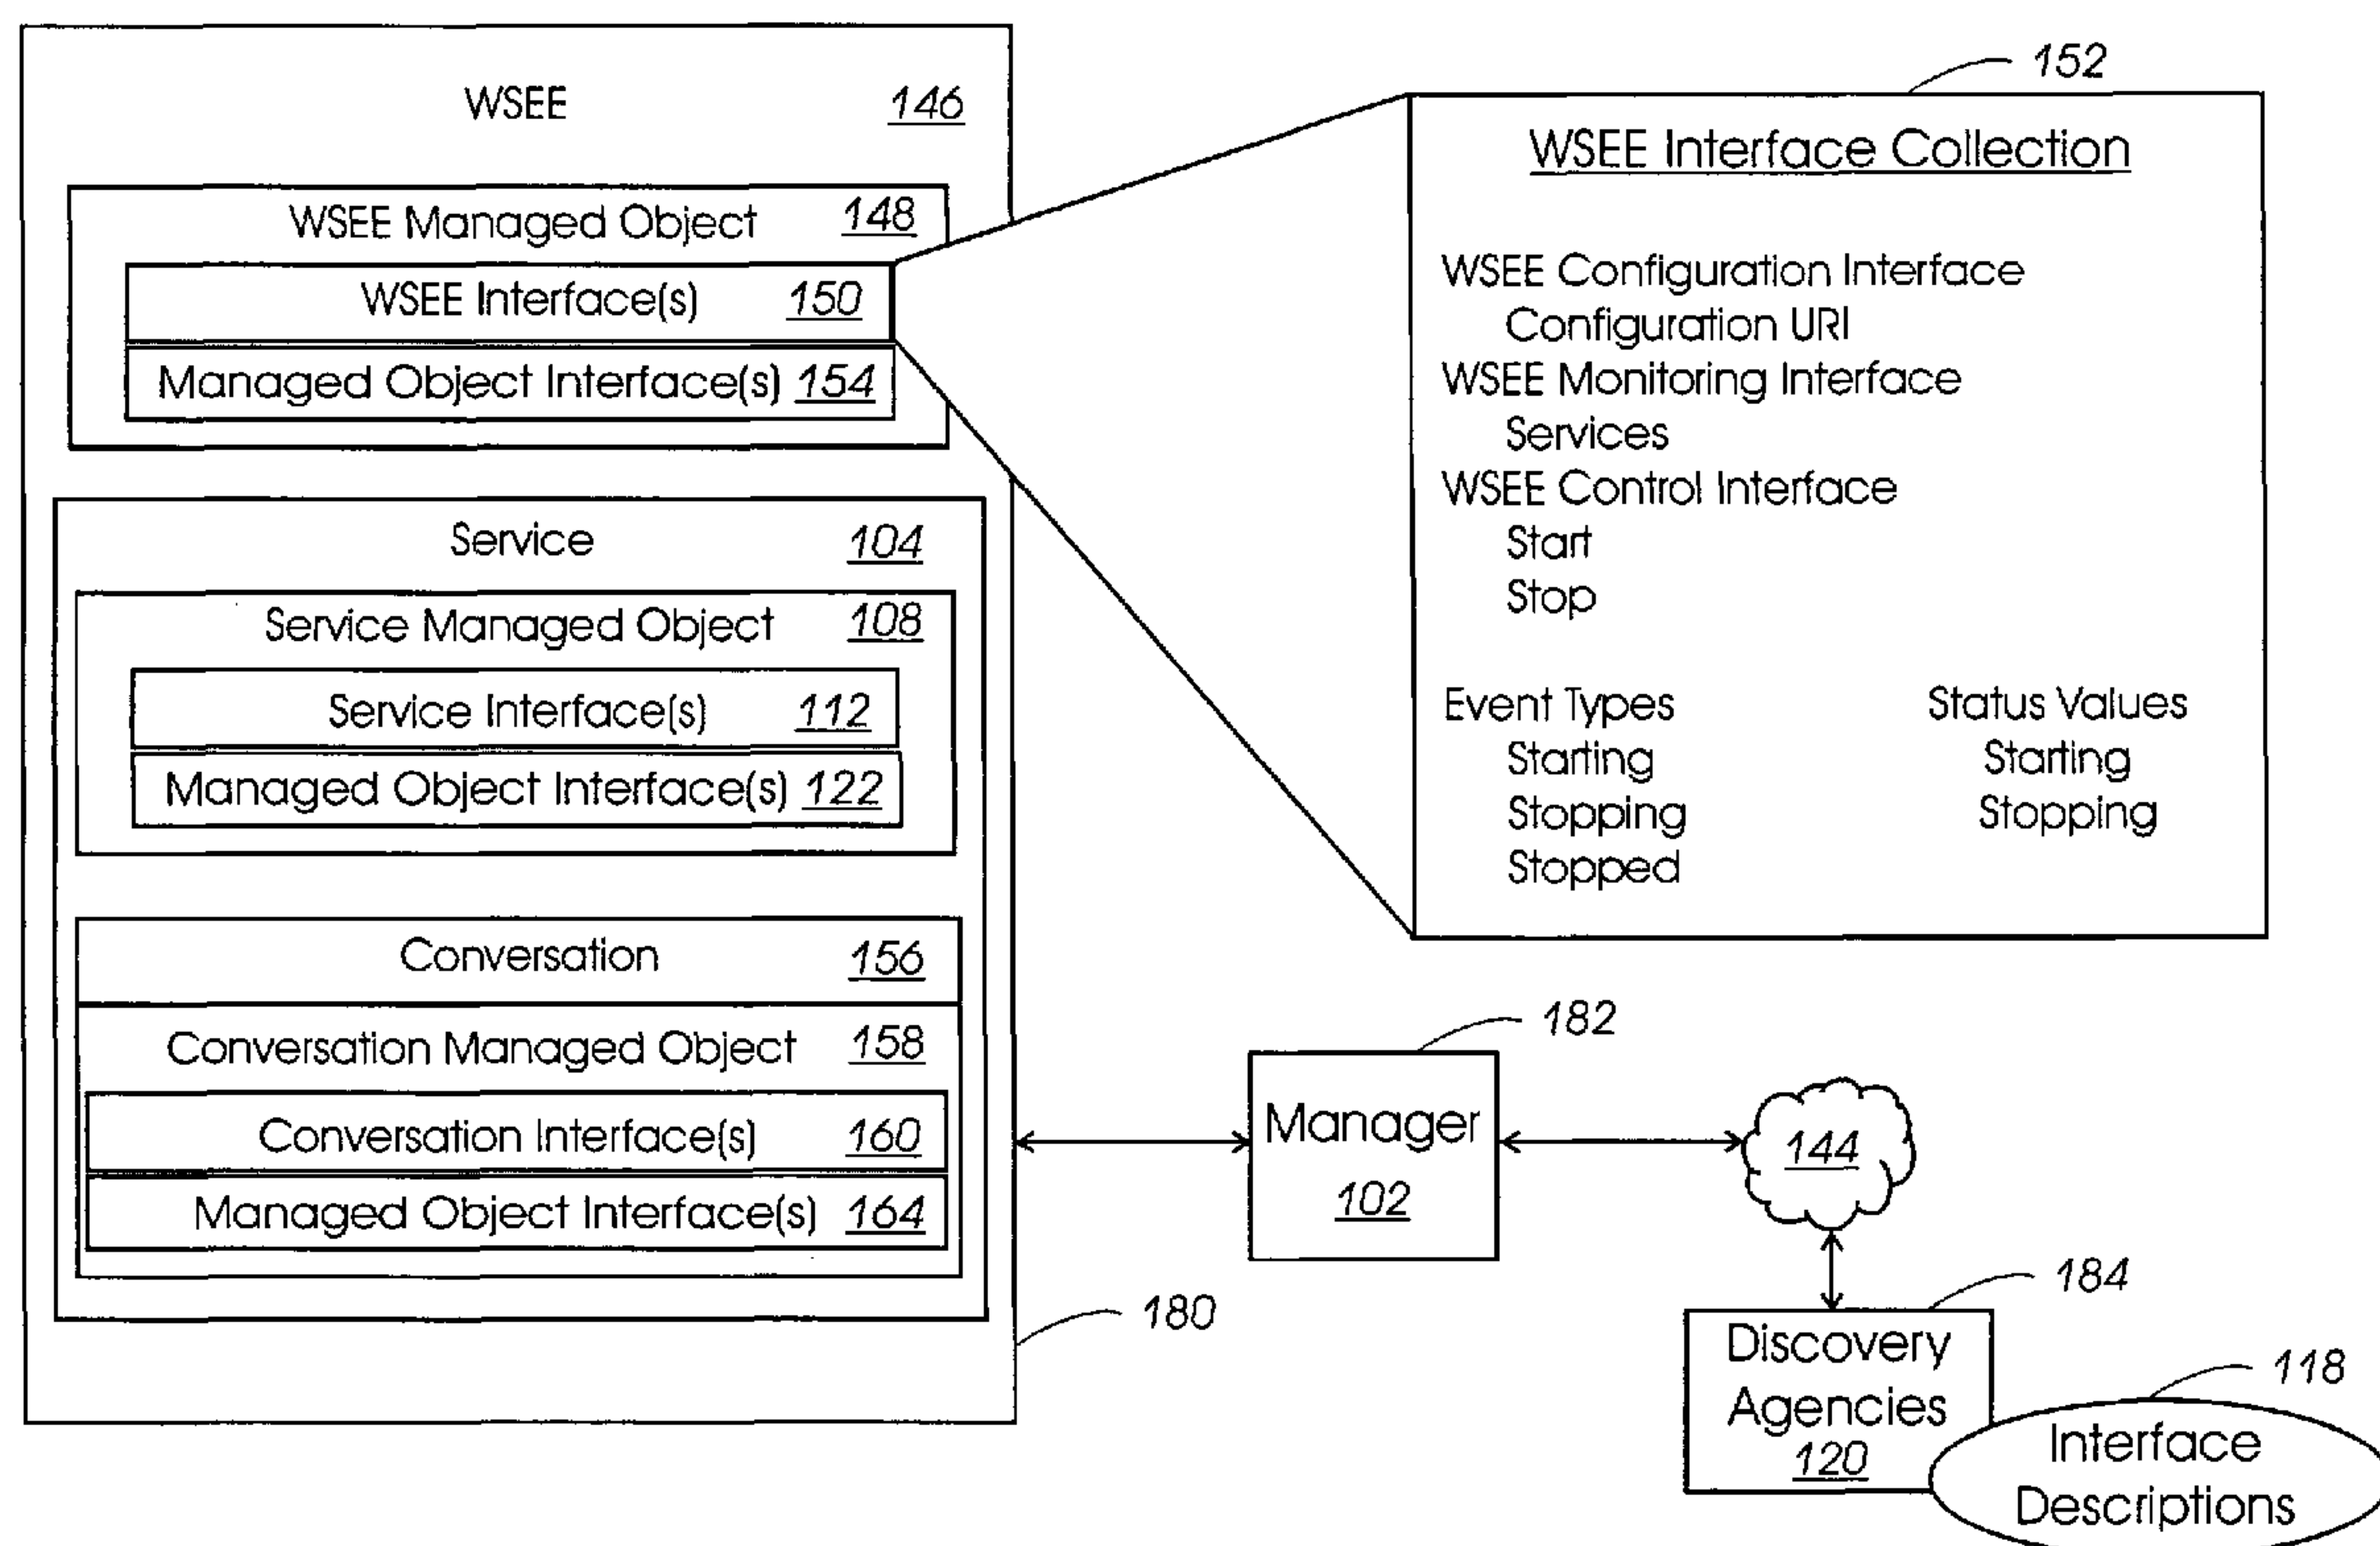 WSEE 146
WSEE Managed Object 148
WSEE Interface(s) 150
Managed Object Interface(s) 154
Service 104
Service Managed Object 108
Service Interface(s) 112
Managed Object Interface(s) 122
Conversation 156
Conversation Managed Object 158
Conversation Interface(s) 160
Managed Object Interface(s) 164
180
152
WSEE Interface Collection
WSEE Configuration Interface
Configuration URI
WSEE Monitoring Interface
Services
WSEE Control Interface
Start
Stop
Event Types Status Values
Starting Starting
Stopping Stopping
Stopped
182
Manager
102
144
184
Discovery
Agencies
120
118
Interface
Descriptions